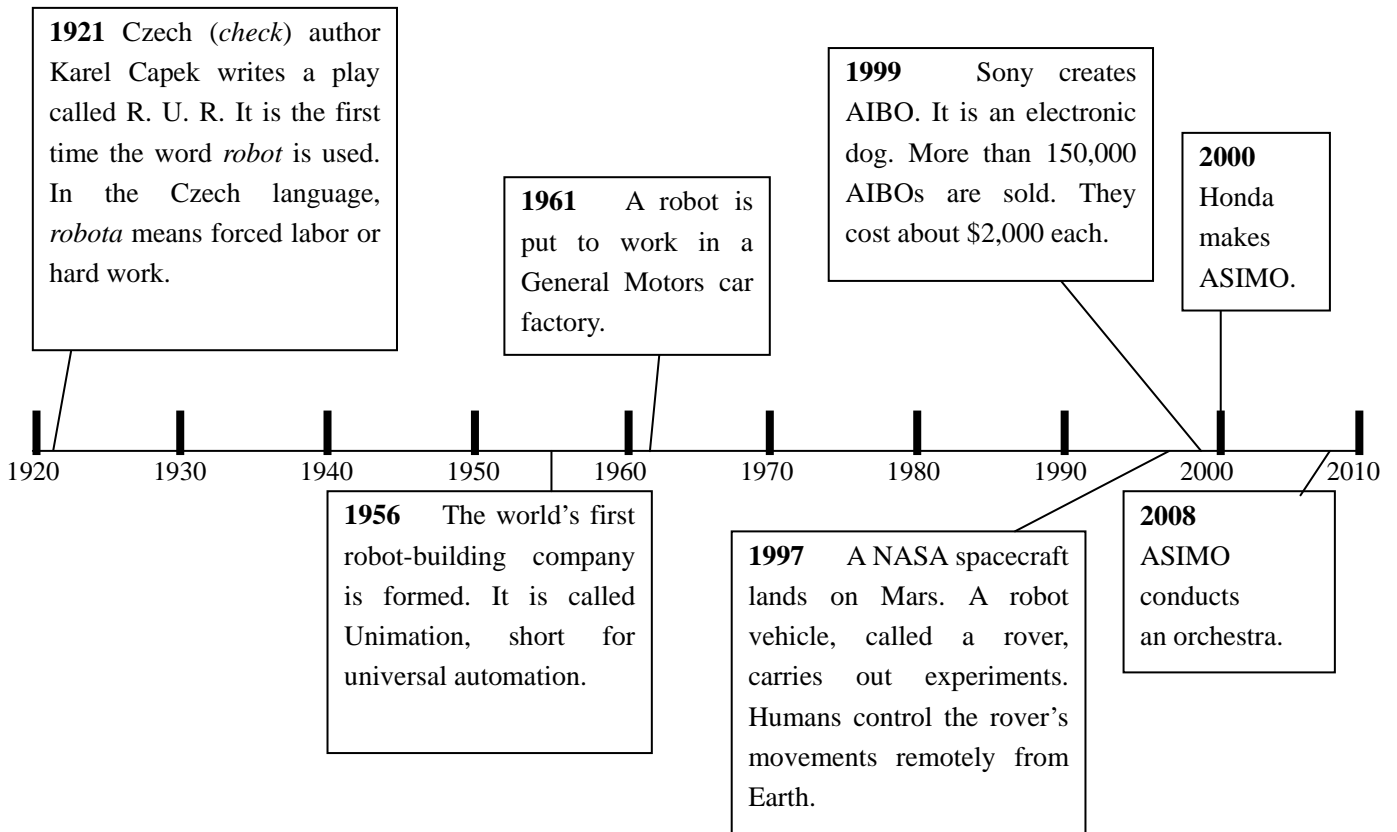 1921 Czech (check) author
Karel Capek writes a play
called R. U. R. It is the first
time the word robot is used.
In the Czech language,
robota means forced labor or
hard work.
1961 A robot is
put to work in a
General Motors car
factory.
1999 Sony creates
AIBO. It is an electronic
dog. More than 150,000
AIBOs are sold. They
cost about $2,000 each.
2000
Honda
makes
ASIMO.
1920 1930 1940 1950 1960 1970 1980 1990 2000 2010
1956 The world’s first
robot-building company
is formed. It is called
Unimation, short for
universal automation.
1997 A NASA spacecraft
lands on Mars. A robot
vehicle, called a rover,
carries out experiments.
Humans control the rover’s
movements remotely from
Earth.
2008
ASIMO
conducts
an orchestra.